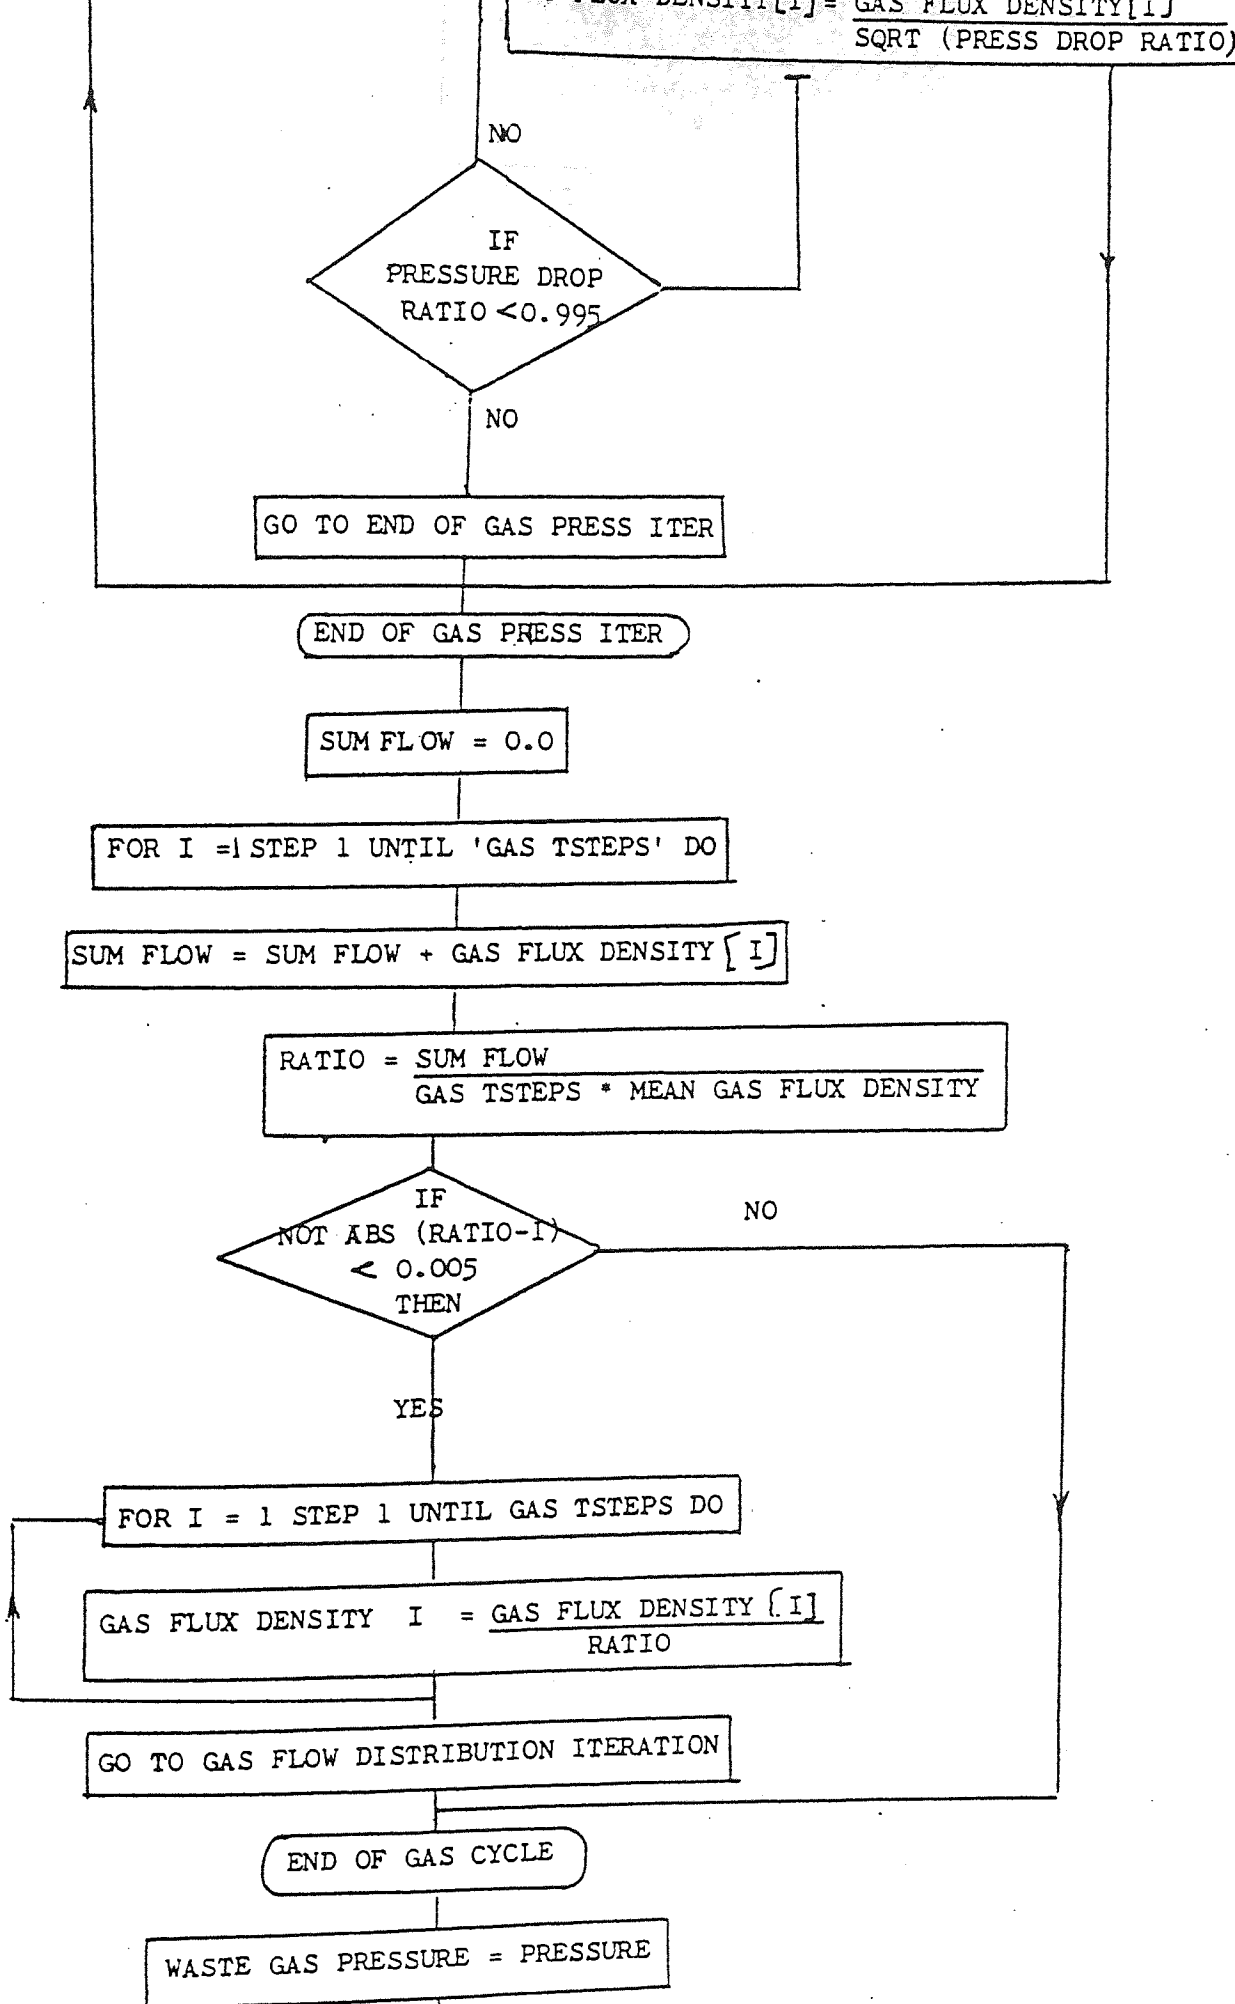 FLUX DENSITY[I] = GAS FLUX DENSITY[I]
SQRT (PRESS DROP RATIO)
NO
IF
PRESSURE DROP
RATIO <0.995
NO
GO TO END OF GAS PRESS ITER
END OF GAS PRESS ITER
SUM FLOW = 0.0
FOR I =1 STEP 1 UNTIL 'GAS TSTEPS' DO
SUM FLOW = SUM FLOW + GAS FLUX DENSITY [I]
RATIO = SUM FLOW
GAS TSTEPS * MEAN GAS FLUX DENSITY
IF
NOT ABS (RATIO-I)
< 0.005
THEN
NO
YES
FOR I = 1 STEP 1 UNTIL GAS TSTEPS DO
GAS FLUX DENSITY I = GAS FLUX DENSITY [I]
RATIO
GO TO GAS FLOW DISTRIBUTION ITERATION
END OF GAS CYCLE
WASTE GAS PRESSURE = PRESSURE